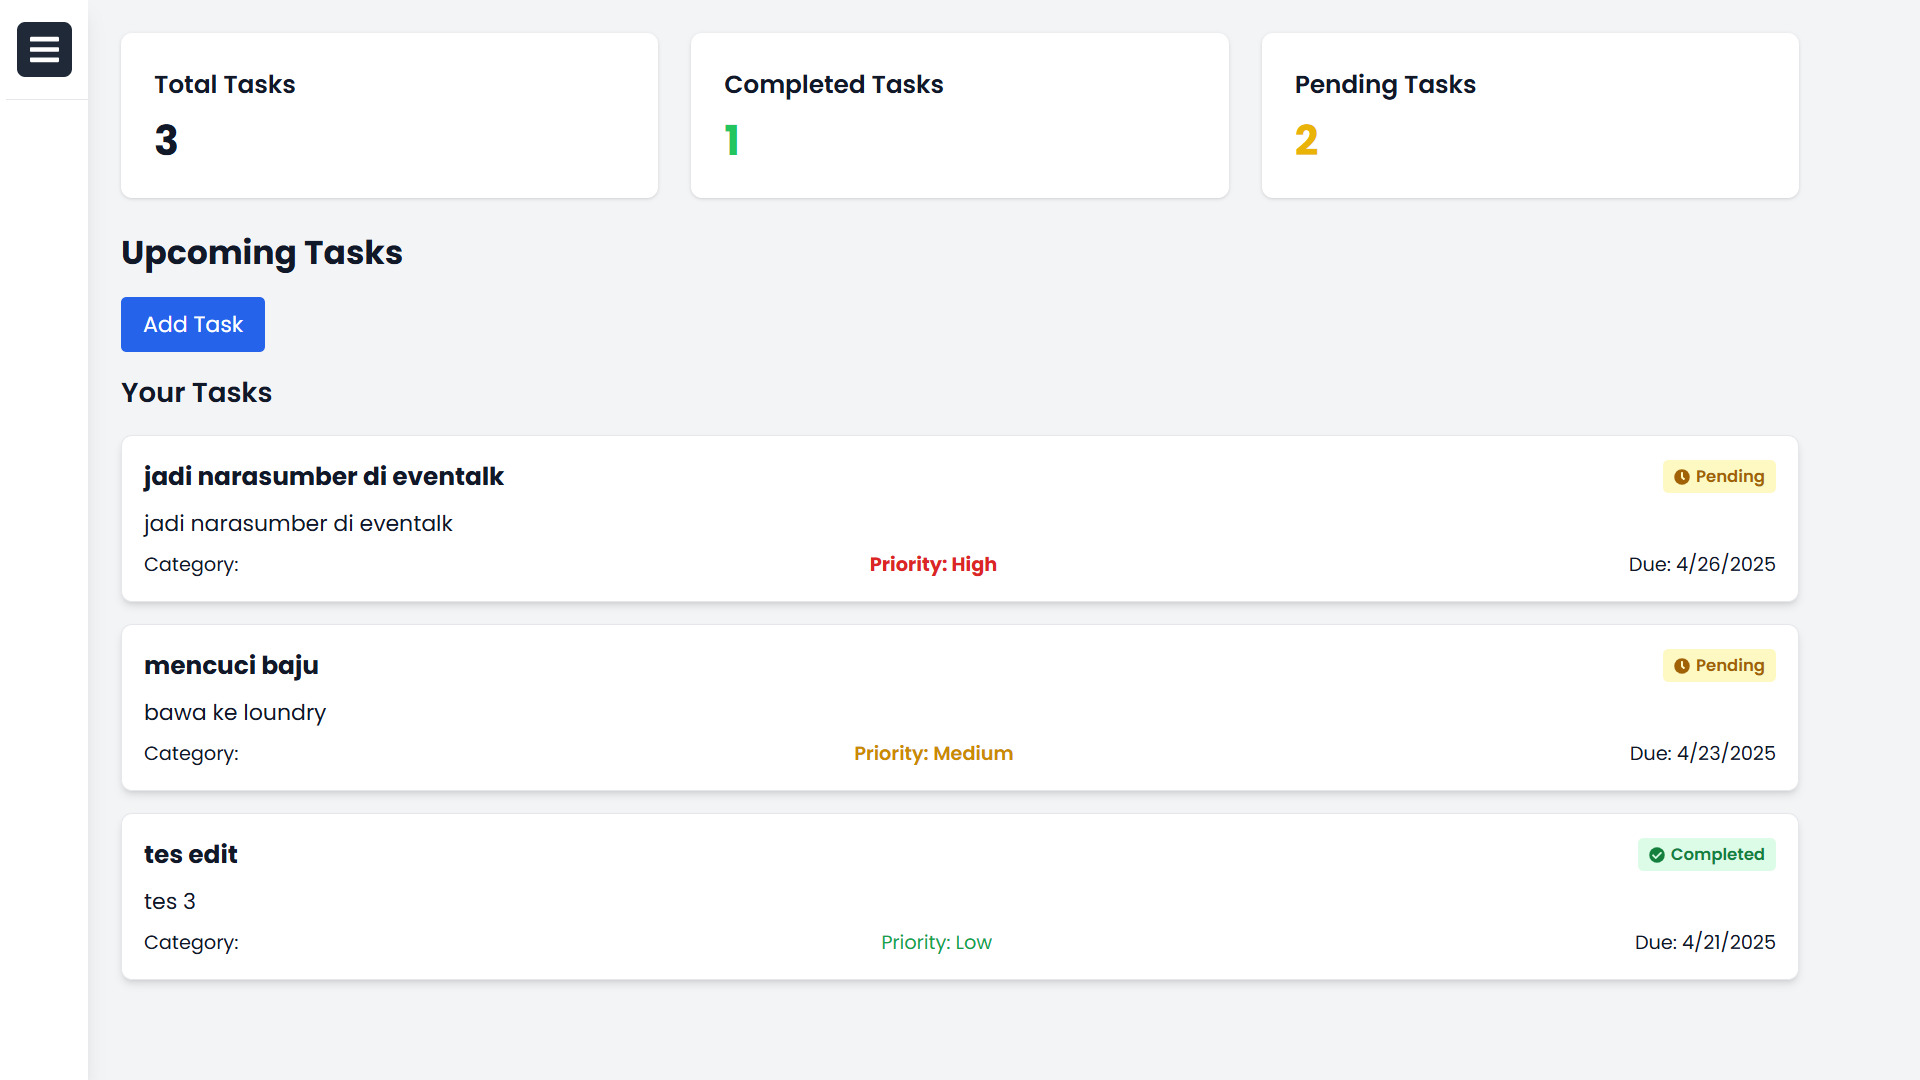 Total Tasks
3
Completed Tasks
1
Pending Tasks
2
Upcoming Tasks
Add Task
Your Tasks
jadi narasumber di eventalk
Pending
jadi narasumber di eventalk
Category:
Priority: High
Due: 4/26/2025
mencuci baju
Pending
bawa ke loundry
Category:
Priority: Medium
Due: 4/23/2025
tes edit
Completed
tes 3
Category:
Priority: Low
Due: 4/21/2025